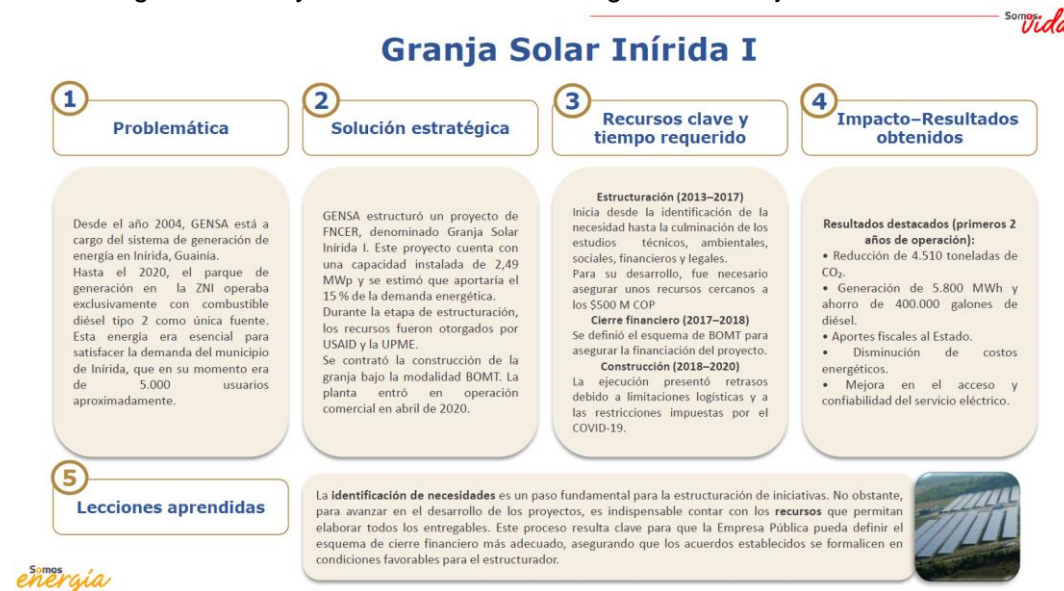 Somos
vida
Granja Solar Inírida I
1
Problemática
2
Solución estratégica
3
Recursos clave y
tiempo requerido
4
Impacto–Resultados
obtenidos
Desde el año 2004, GENSA está a
cargo del sistema de generación de
energía en Inírida, Guainía.
Hasta el 2020, el parque de
generación en la ZNI operaba
exclusivamente con combustible
diésel tipo 2 como única fuente.
Esta energía era esencial para
satisfacer la demanda del municipio
de Inírida, que en su momento era
de 5.000 usuarios
aproximadamente.
GENSA estructuró un proyecto de
FNCER, denominado Granja Solar
Inírida I. Este proyecto cuenta con
una capacidad instalada de 2,49
MWp y se estimó que aportaría el
15 % de la demanda energética.
Durante la etapa de estructuración,
los recursos fueron otorgados por
USAID y la UPME.
Se contrató la construcción de la
granja bajo la modalidad BOMT. La
planta entró en operación
comercial en abril de 2020.
Estructuración (2013–2017)
Inicia desde la identificación de la
necesidad hasta la culminación de los
estudios técnicos, ambientales,
sociales, financieros y legales.
Para su desarrollo, fue necesario
asegurar unos recursos cercanos a
los $500 M COP
Cierre financiero (2017–2018)
Se definió el esquema de BOMT para
asegurar la financiación del proyecto.
Construcción (2018–2020)
La ejecución presentó retrasos
debido a limitaciones logísticas y a
las restricciones impuestas por el
COVID-19.
Resultados destacados (primeros 2
años de operación):
• Reducción de 4.510 toneladas de
CO₂.
• Generación de 5.800 MWh y
ahorro de 400.000 galones de
diésel.
• Aportes fiscales al Estado.
• Disminución de costos
energéticos.
• Mejora en el acceso y
confiabilidad del servicio eléctrico.
5
Lecciones aprendidas
La identificación de necesidades es un paso fundamental para la estructuración de iniciativas. No obstante,
para avanzar en el desarrollo de los proyectos, es indispensable contar con los recursos que permitan
elaborar todos los entregables. Este proceso resulta clave para que la Empresa Pública pueda definir el
esquema de cierre financiero más adecuado, asegurando que los acuerdos establecidos se formalicen en
condiciones favorables para el estructurador.
Somos
energía